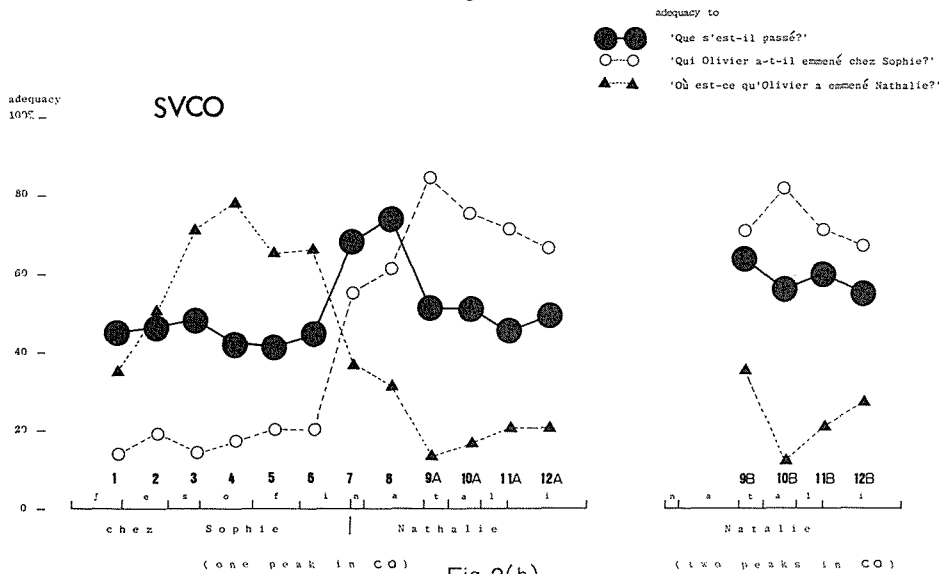 adequacy to
'Que s'est-il passé?'
'Qui Olivier a-t-il emmené chez Sophie?'
'Où est-ce qu'Olivier a emmené Nathalie?'
adequacy
100%
SVCO
80
60
40
20
0
1 2 3 4 5 6 7 8 9A 10A 11A 12A
9B 10B 11B 12B
ʃ e s o f i n a t a l i
n a t a l i
chez Sophie Nathalie
Natalie
(one peak in CO)
(two peaks in CO)